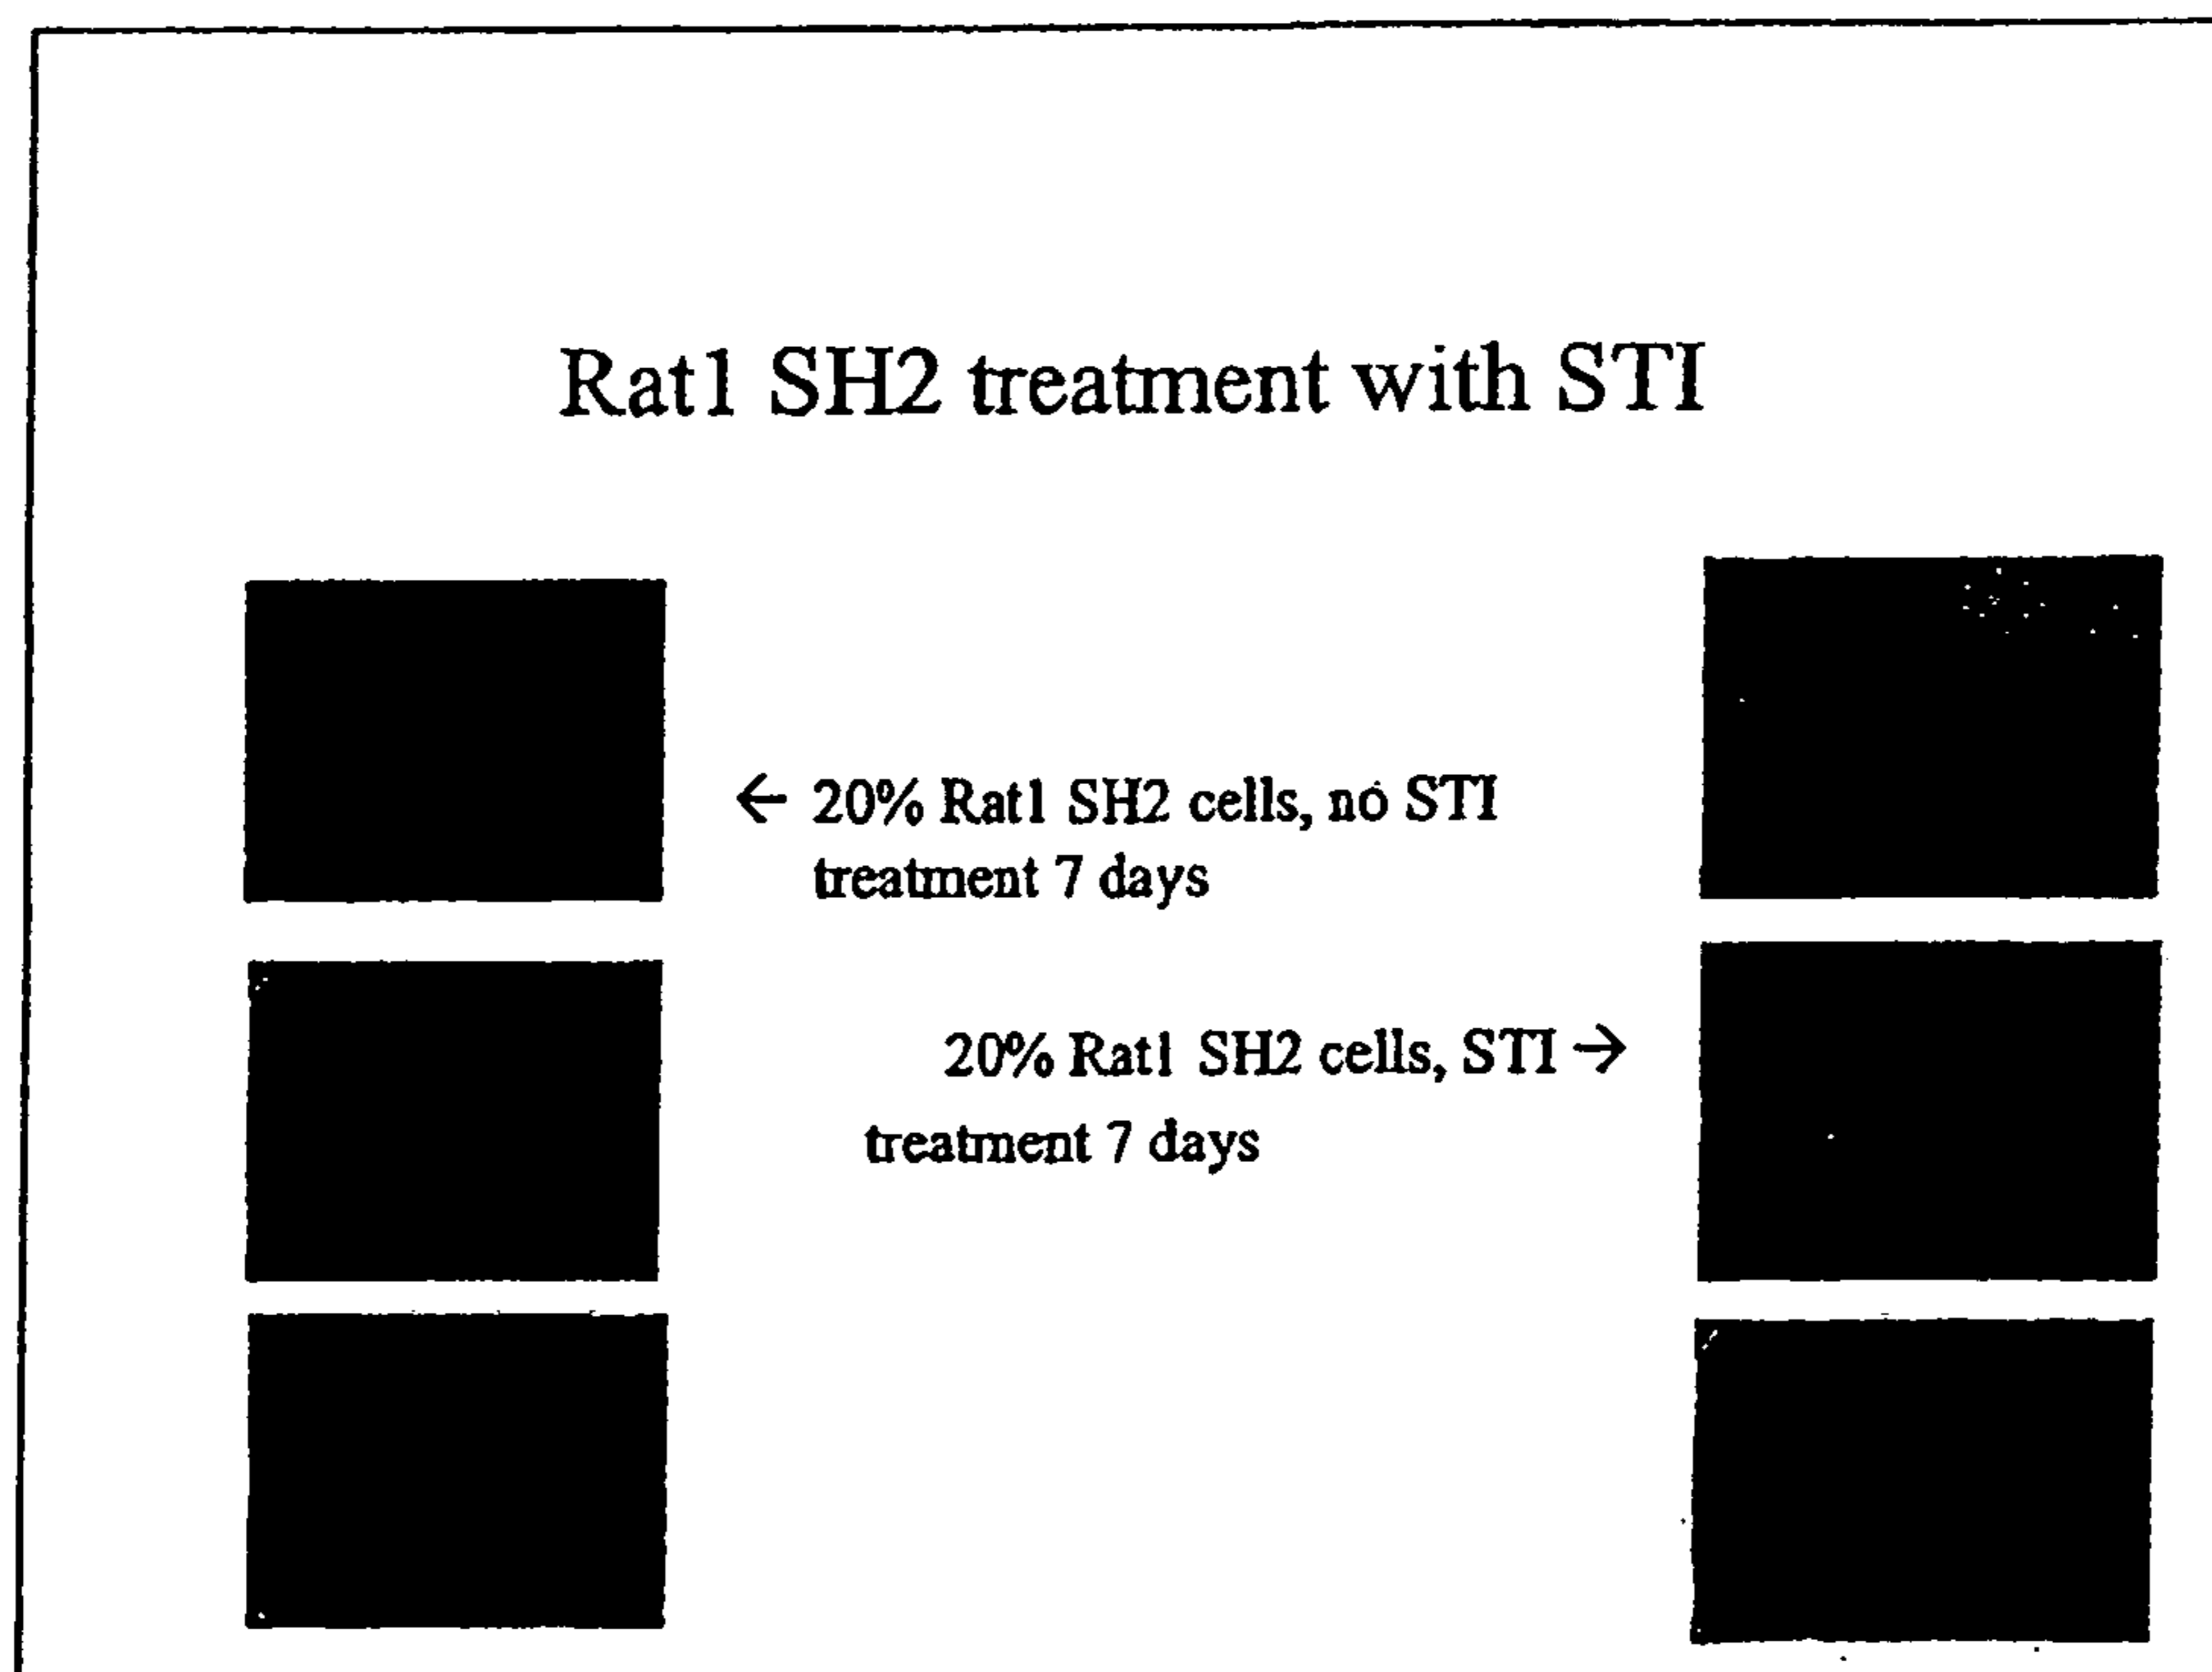 Rat1 SH2 treatment with STI
← 20% Rat1 SH2 cells, no STI
treatment 7 days
20% Rat1 SH2 cells, STI →
treatment 7 days